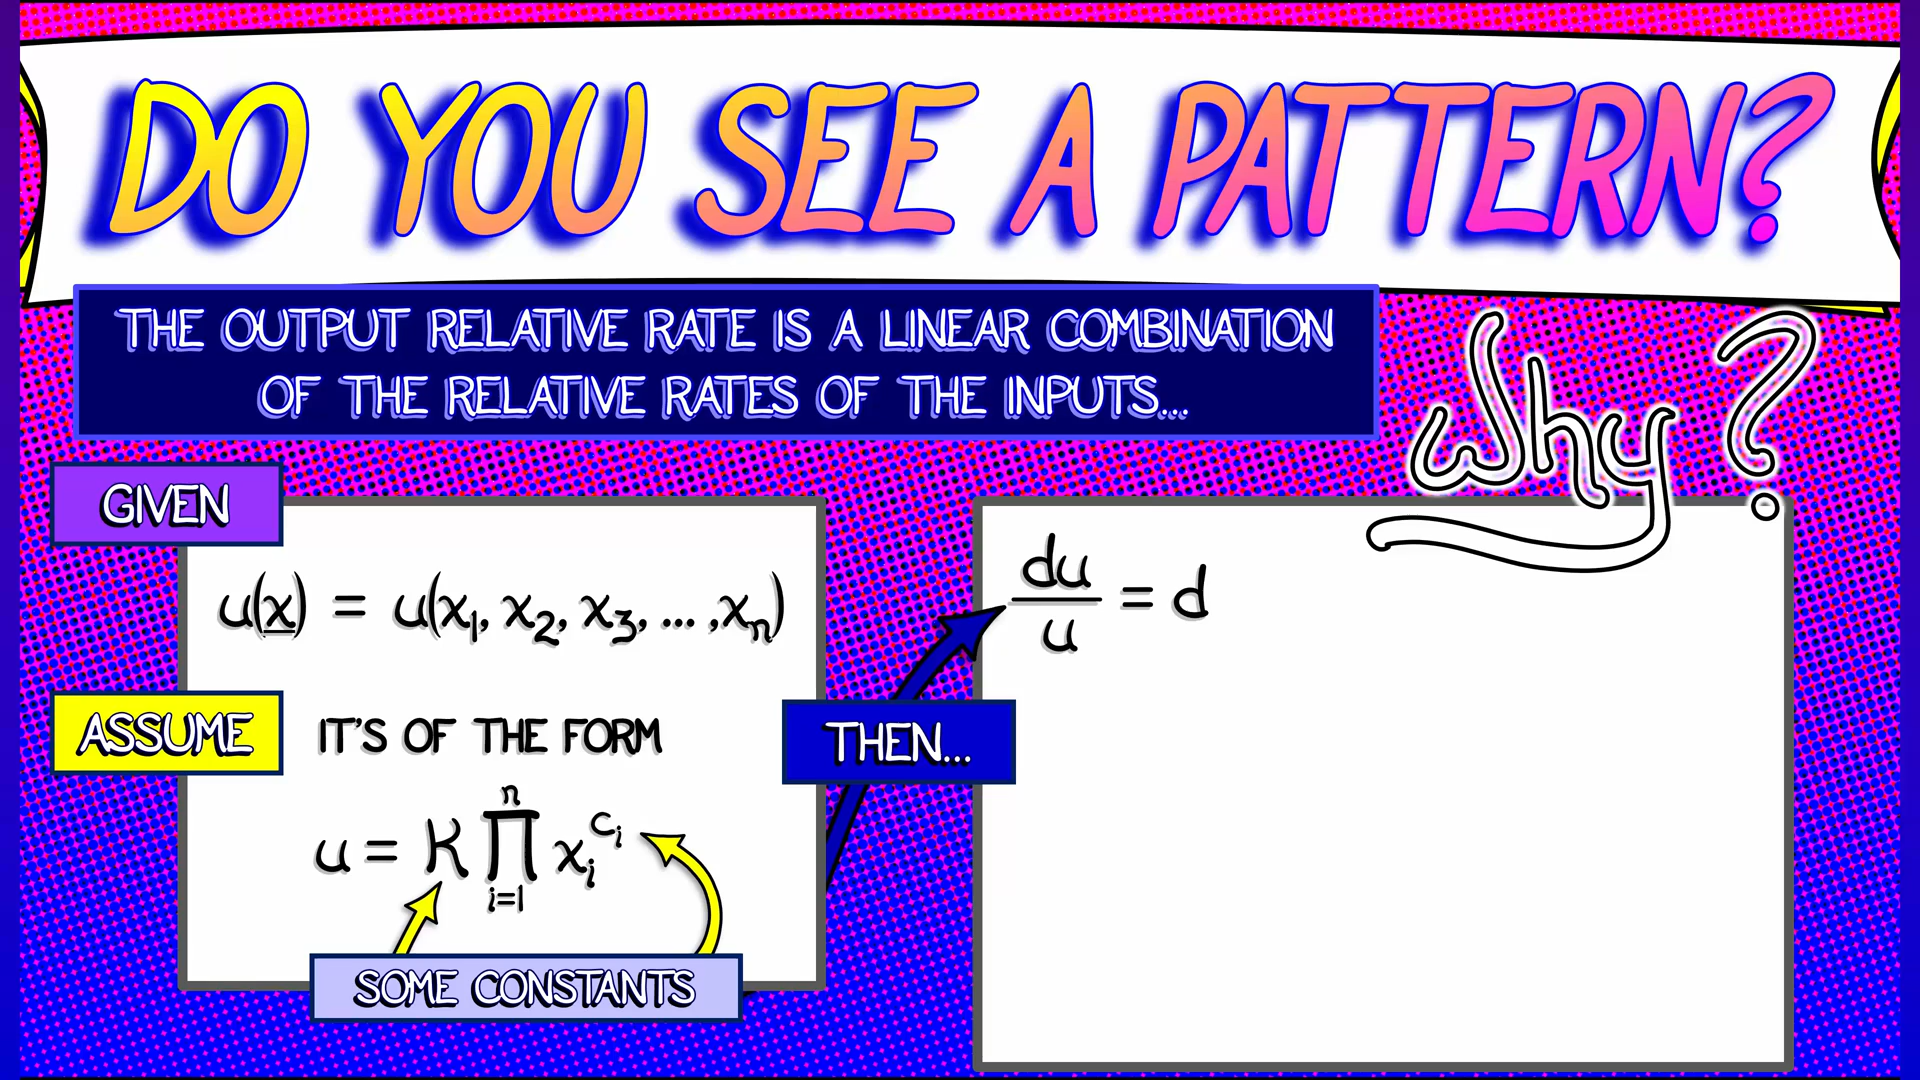 DO YOU SEE A PATTERN?
THE OUTPUT RELATIVE RATE IS A LINEAR COMBINATION
OF THE RELATIVE RATES OF THE INPUTS...
Why?
GIVEN
u(x) = u(x₁, x₂, x₃, ... ,xₙ)
ASSUME
IT'S OF THE FORM
u = K ∏ᵢ₌₁ⁿ xᵢ^cᵢ
SOME CONSTANTS
THEN...
du/u = d